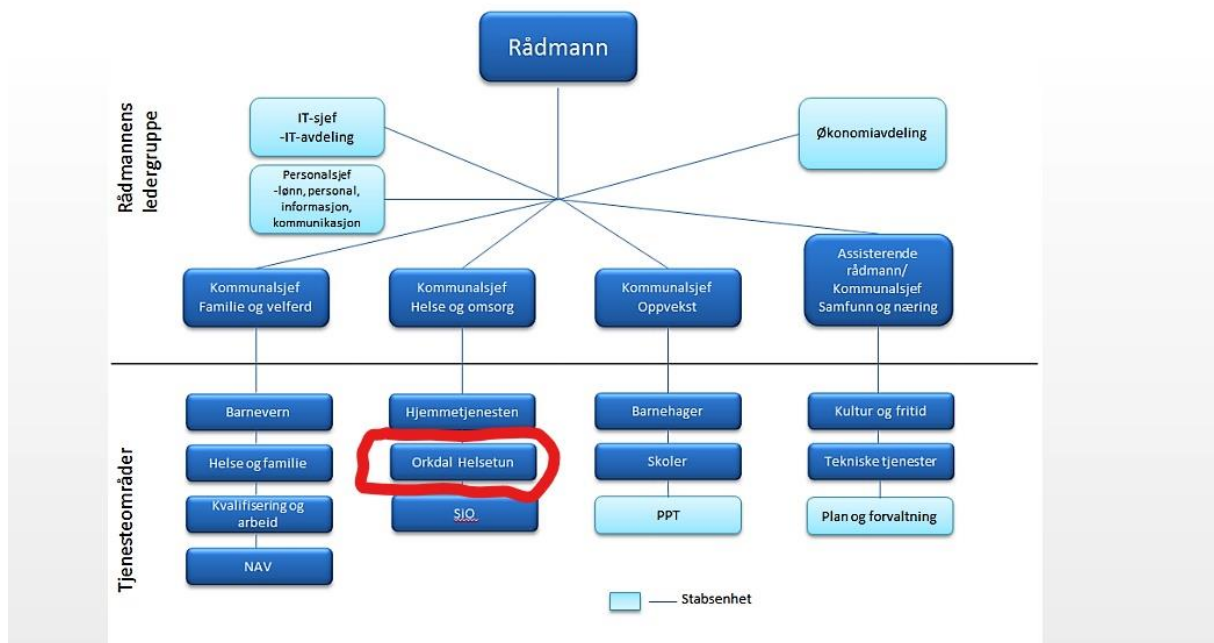 Rådmann
Rådmannens
ledergruppe
IT-sjef
-IT-avdeling
Økonomiavdeling
Personalsjef
-lønn, personal,
informasjon,
kommunikasjon
Kommunalsjef
Familie og velferd
Kommunalsjef
Helse og omsorg
Kommunalsjef
Oppvekst
Assisterende
rådmann/
Kommunalsjef
Samfunn og næring
Tjenesteområder
Barnevern
Helse og familie
Kvalifisering og
arbeid
NAV
Hjemmetjenesten
Orkdal Helsetun
SIO
Barnehager
Skoler
PPT
Kultur og fritid
Tekniske tjenester
Plan og forvaltning
Stabsenhet